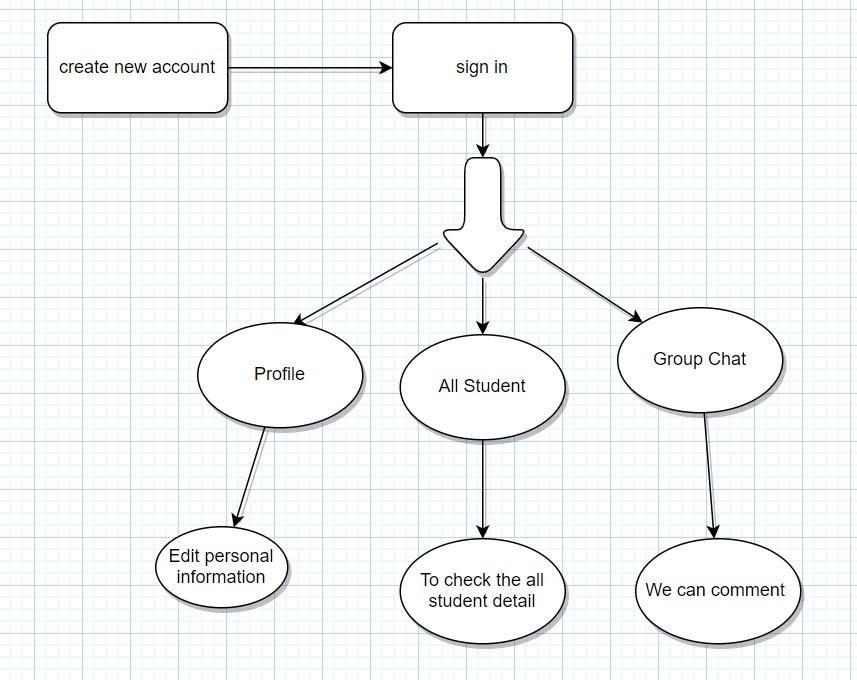 create new account
sign in
Profile
All Student
Group Chat
Edit personal
information
To check the all
student detail
We can comment